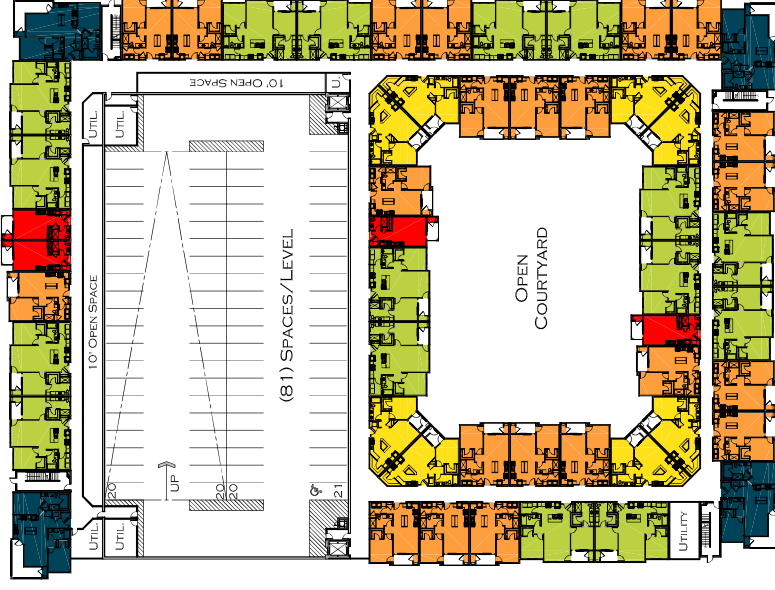 10' Open Space
U
Util.
Util.
10' Open Space
(81) Spaces/Level
Open
Courtyard
20
UP
20
20
21
Util.
Util.
Utility